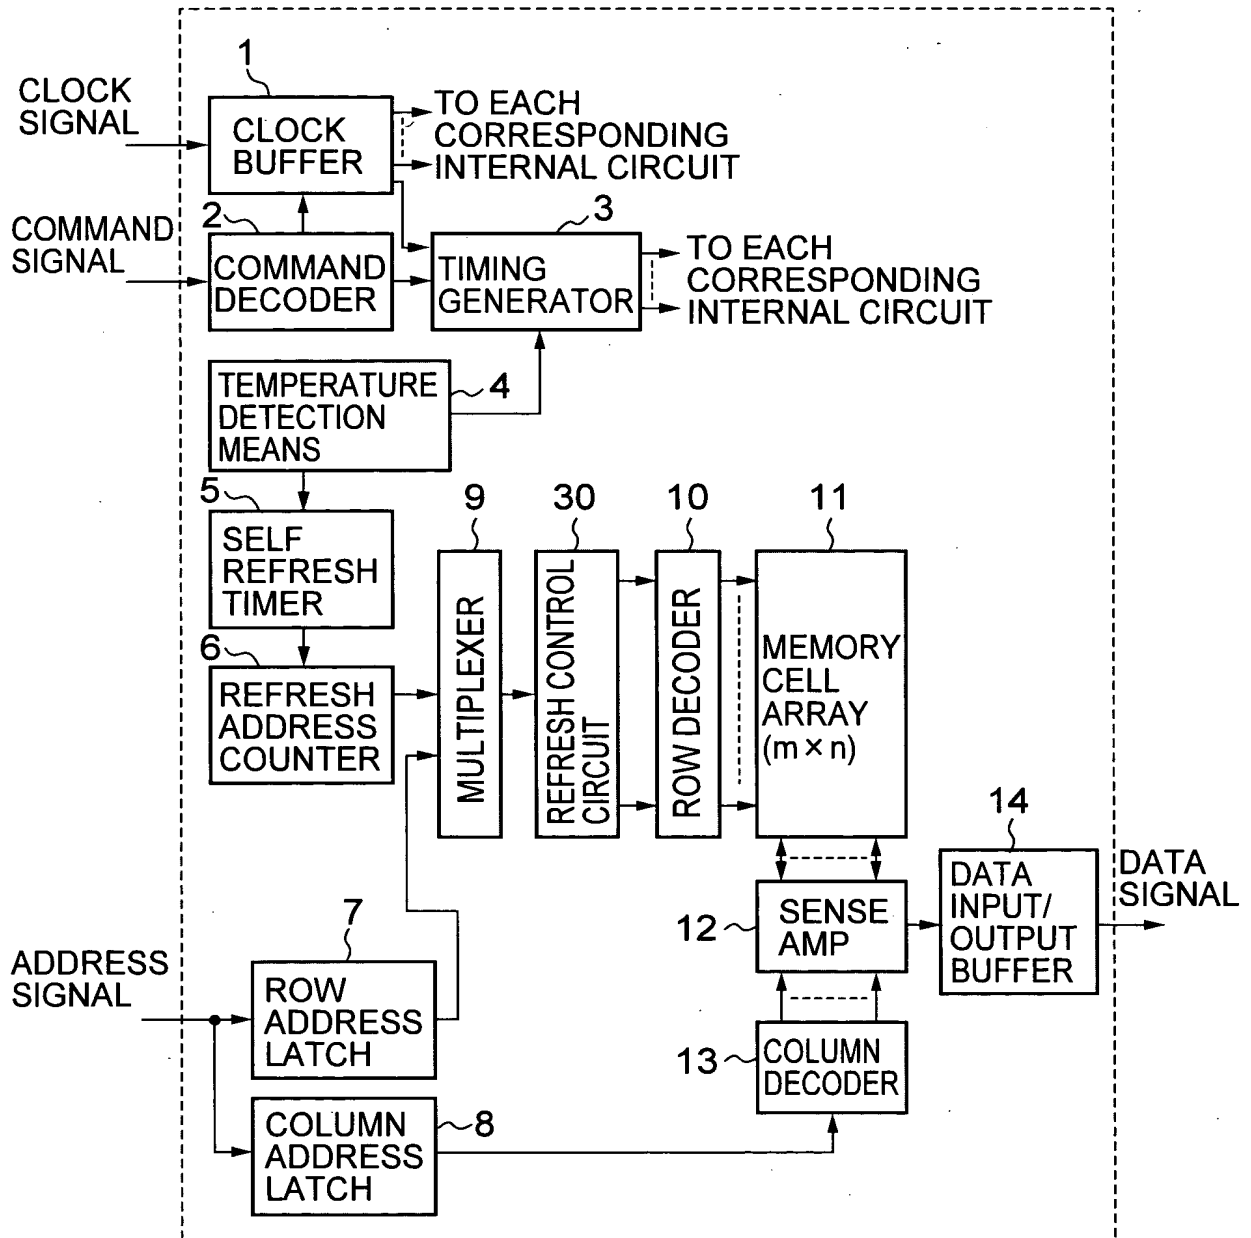 1
CLOCK
SIGNAL
CLOCK
BUFFER
TO EACH
CORRESPONDING
INTERNAL CIRCUIT
COMMAND
SIGNAL
2
COMMAND
DECODER
3
TIMING
GENERATOR
TO EACH
CORRESPONDING
INTERNAL CIRCUIT
TEMPERATURE
DETECTION
MEANS
4
5
SELF
REFRESH
TIMER
6
REFRESH
ADDRESS
COUNTER
9
MULTIPLEXER
30
REFRESH CONTROL
CIRCUIT
10
ROW DECODER
11
MEMORY
CELL
ARRAY
(m × n)
12
SENSE
AMP
14
DATA
INPUT/
OUTPUT
BUFFER
DATA
SIGNAL
ADDRESS
SIGNAL
7
ROW
ADDRESS
LATCH
13
COLUMN
DECODER
COLUMN
ADDRESS
LATCH
8